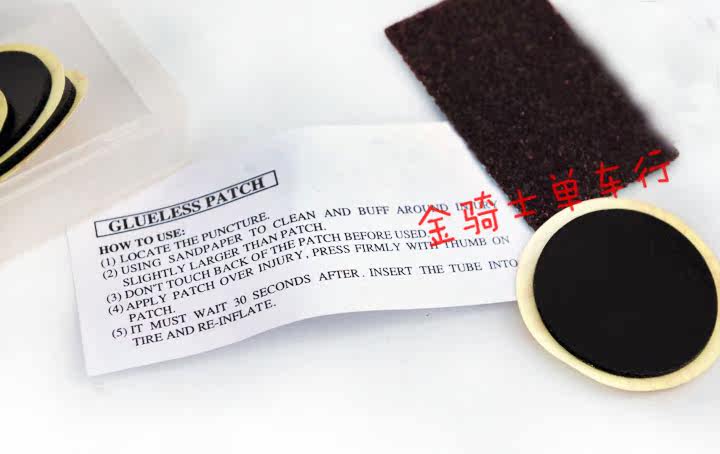 GLUELESS PATCH
HOW TO USE:
(1) LOCATE THE PUNCTURE.
(2) USING SANDPAPER TO CLEAN AND BUFF AROUND INJURY
SLIGHTLY LARGER THAN PATCH.
(3) DON'T TOUCH BACK OF THE PATCH BEFORE USED.
(4) APPLY PATCH OVER INJURY, PRESS FIRMLY WITH THUMB ON
PATCH.
(5) IT MUST WAIT 30 SECONDS AFTER. INSERT THE TUBE INTO
TIRE AND RE-INFLATE.
金骑士单车行